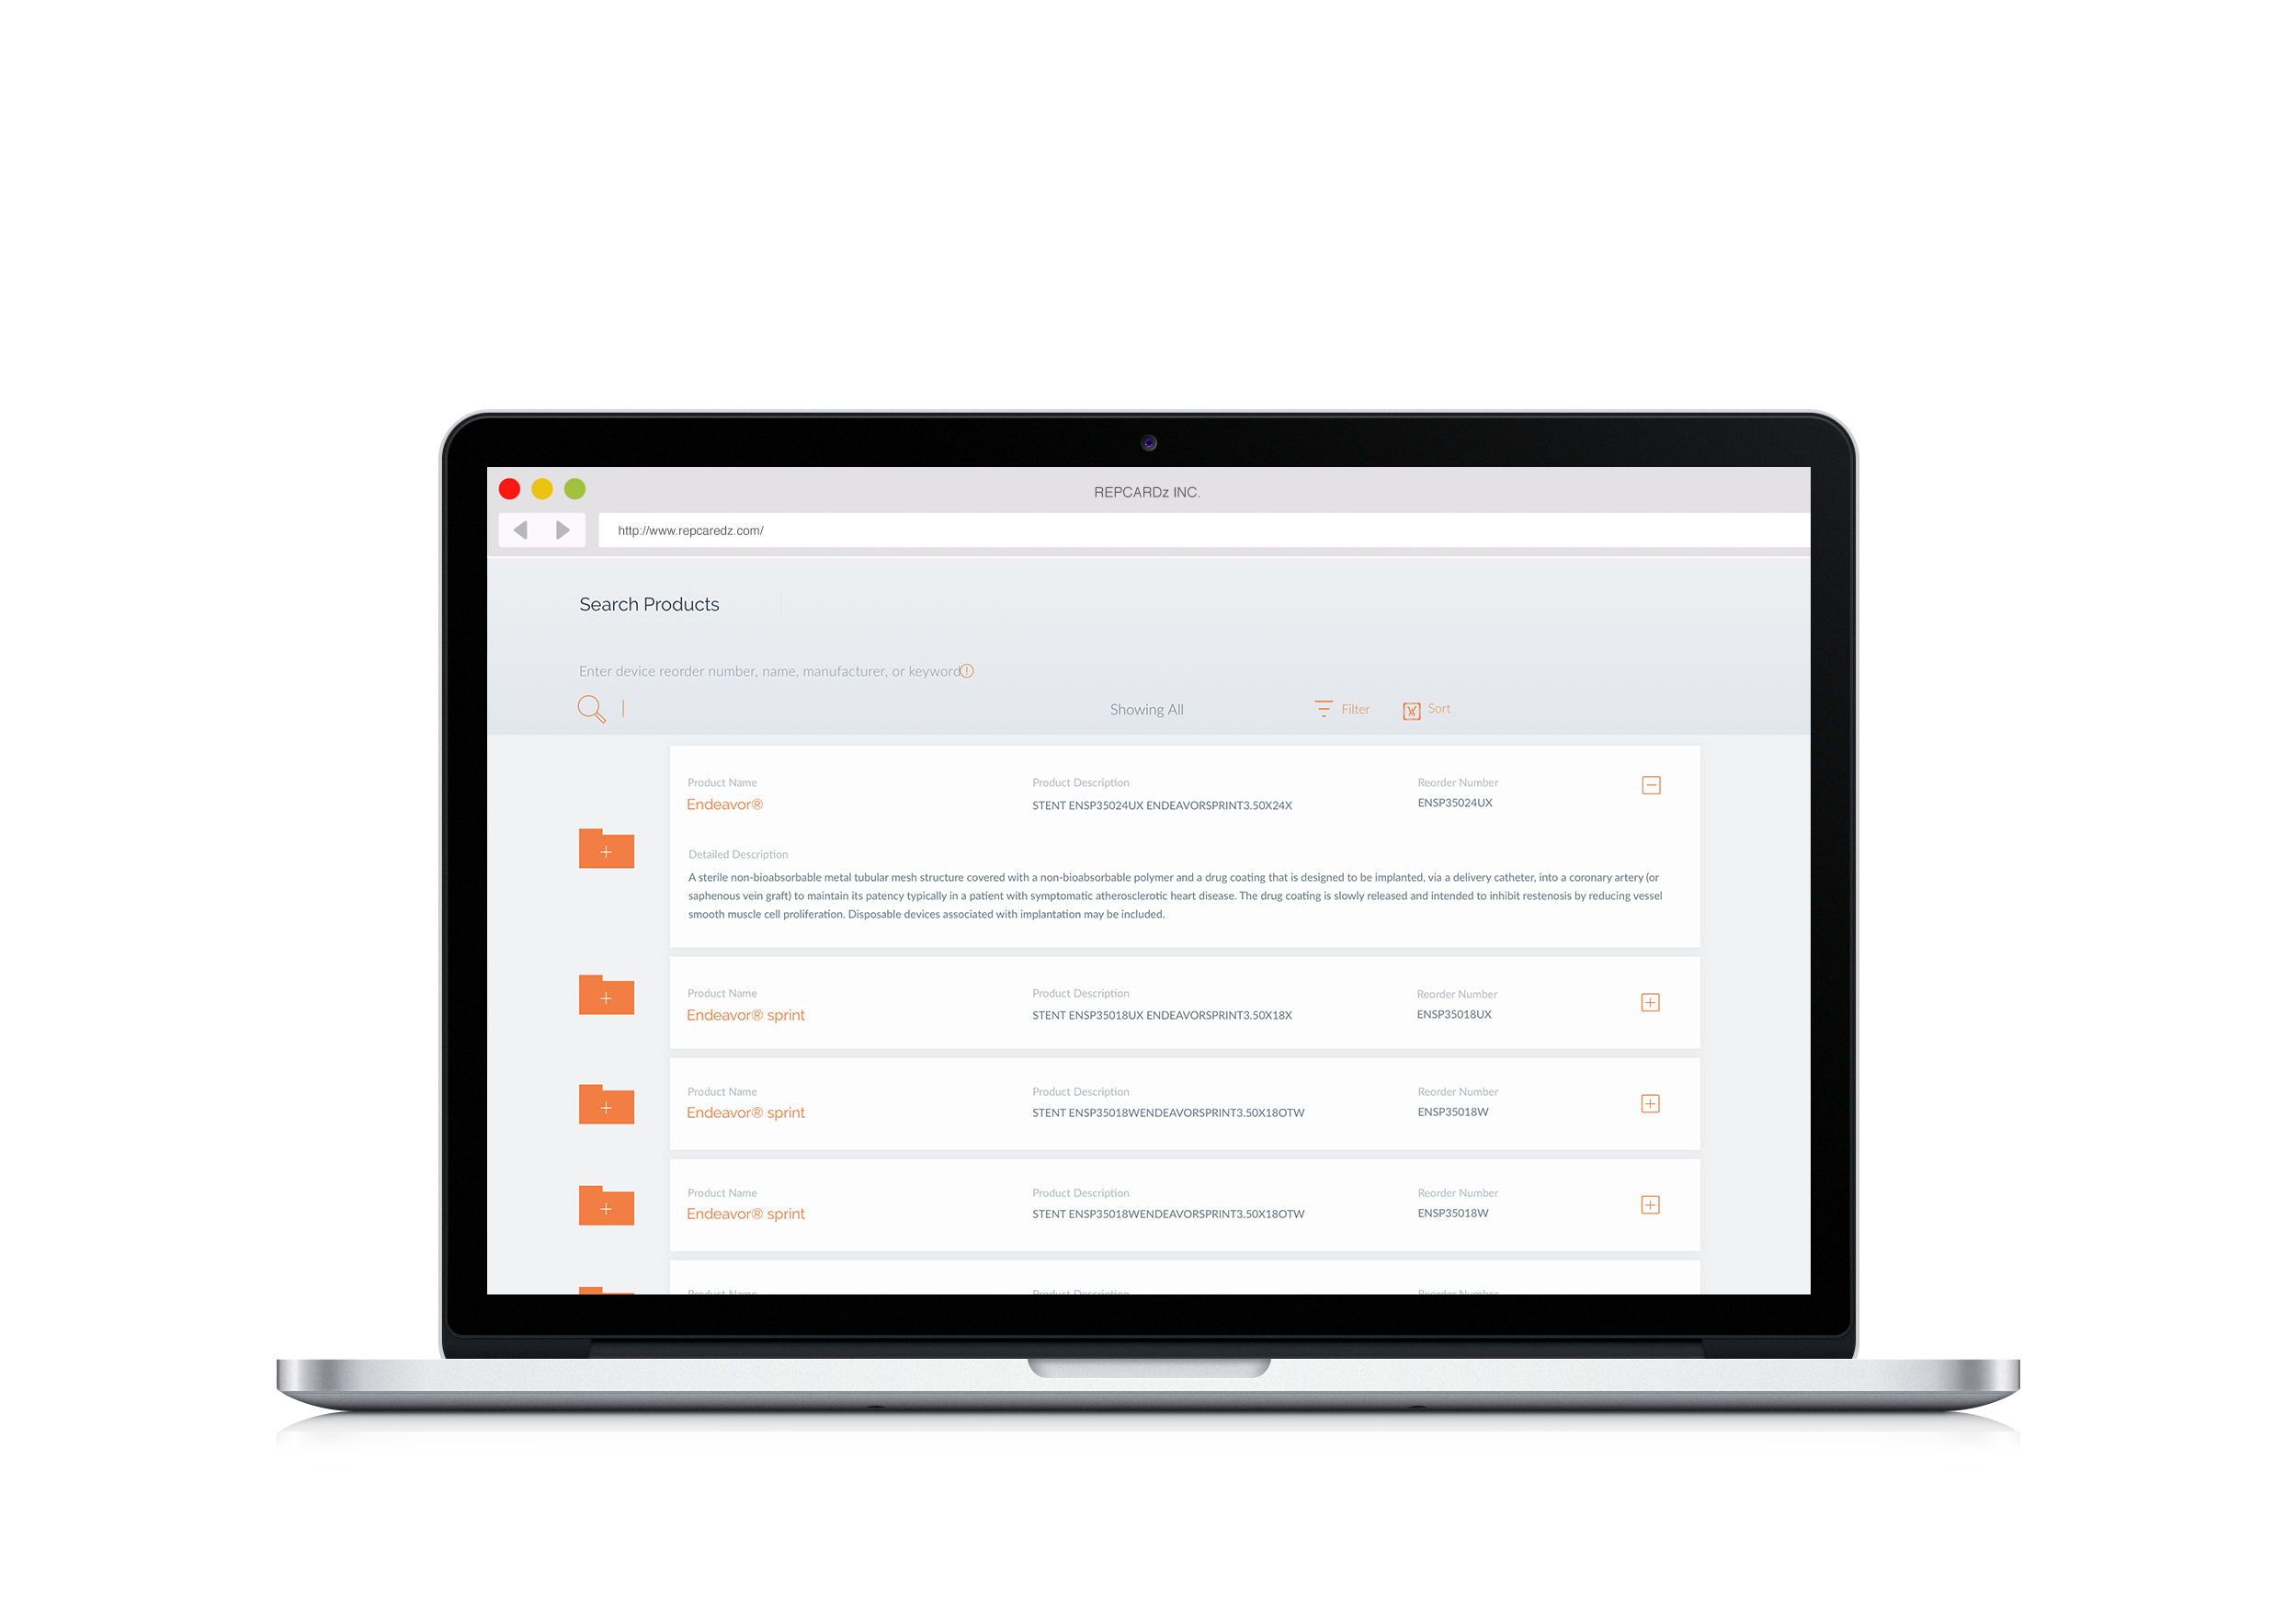 REPCARDz INC.
http://www.repcaredz.com/
Search Products
Enter device reorder number, name, manufacturer, or keyword
Showing All
Filter
Sort
Product Name
Product Description
Reorder Number
Endeavor®
STENT ENSP35024UX ENDEAVORSPRINT3.50X24X
ENSP35024UX
Detailed Description
A sterile non-bioabsorbable metal tubular mesh structure covered with a non-bioabsorbable polymer and a drug coating that is designed to be implanted, via a delivery catheter, into a coronary artery (or
saphenous vein graft) to maintain its patency typically in a patient with symptomatic atherosclerotic heart disease. The drug coating is slowly released and intended to inhibit restenosis by reducing vessel
smooth muscle cell proliferation. Disposable devices associated with implantation may be included.
Product Name
Product Description
Reorder Number
Endeavor® sprint
STENT ENSP35018UX ENDEAVORSPRINT3.50X18X
ENSP35018UX
Product Name
Product Description
Reorder Number
Endeavor® sprint
STENT ENSP35018WENDEAVORSPRINT3.50X18OTW
ENSP35018W
Product Name
Product Description
Reorder Number
Endeavor® sprint
STENT ENSP35018WENDEAVORSPRINT3.50X18OTW
ENSP35018W
Product Name
Product Description
Reorder Number